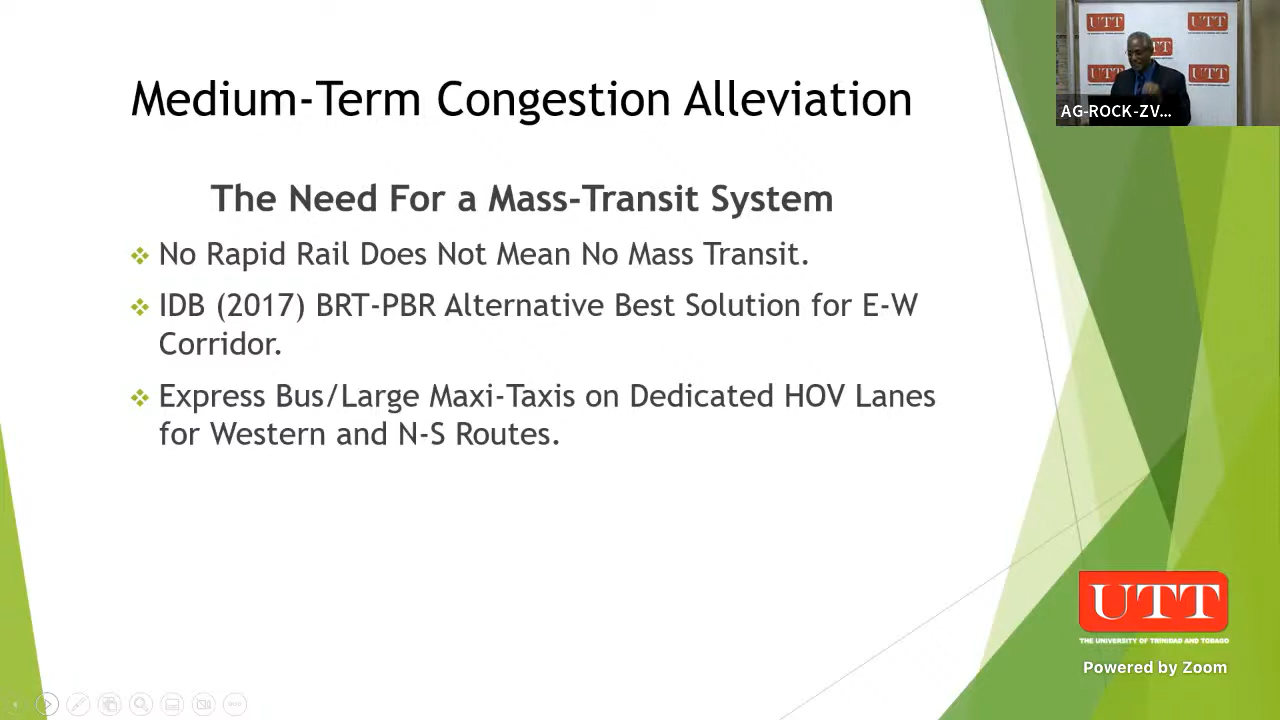 Medium-Term Congestion Alleviation
The Need For a Mass-Transit System
No Rapid Rail Does Not Mean No Mass Transit.
IDB (2017) BRT-PBR Alternative Best Solution for E-W
Corridor.
Express Bus/Large Maxi-Taxis on Dedicated HOV Lanes
for Western and N-S Routes.
UTT
UTT
UTT
UTT
UTT
AG-ROCK-ZV...
UTT
THE UNIVERSITY OF TRINIDAD AND TOBAGO
Powered by Zoom